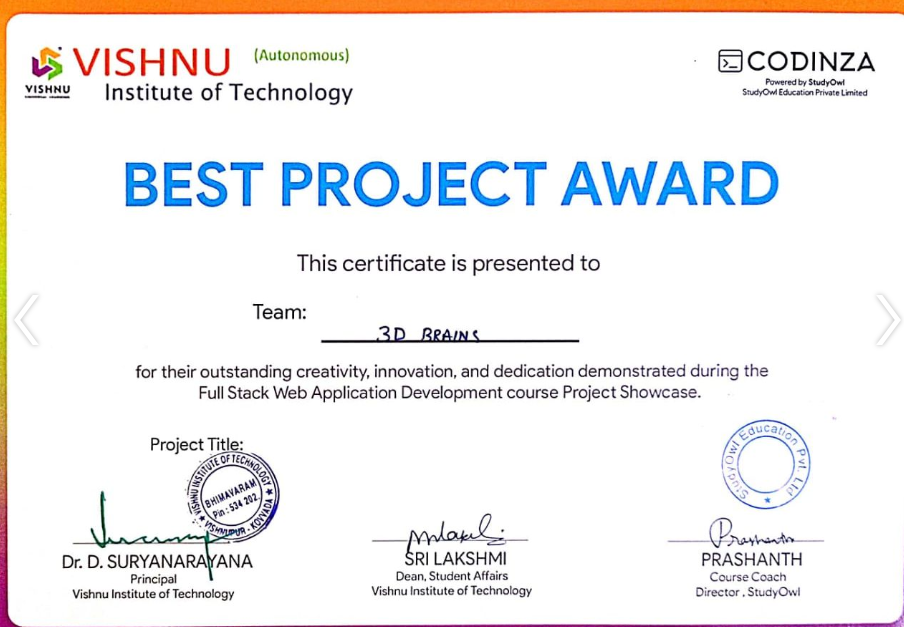 VISHNU (Autonomous)
Institute of Technology
VISHNU
CODINZA
Powered by StudyOwl
StudyOwl Education Private Limited
BEST PROJECT AWARD
This certificate is presented to
Team:
3D BRAINS
for their outstanding creativity, innovation, and dedication demonstrated during the
Full Stack Web Application Development course Project Showcase.
Project Title:
VISHNU INSTITUTE OF TECHNOLOGY
BHIMAVARAM
Pin : 534 202.
VISHNUPUR - KOVVADA
StudyOwl Education Pvt. Ltd
Dr. D. SURYANARAYANA
Principal
Vishnu Institute of Technology
SRI LAKSHMI
Dean, Student Affairs
Vishnu Institute of Technology
Prashanth
PRASHANTH
Course Coach
Director , StudyOwl